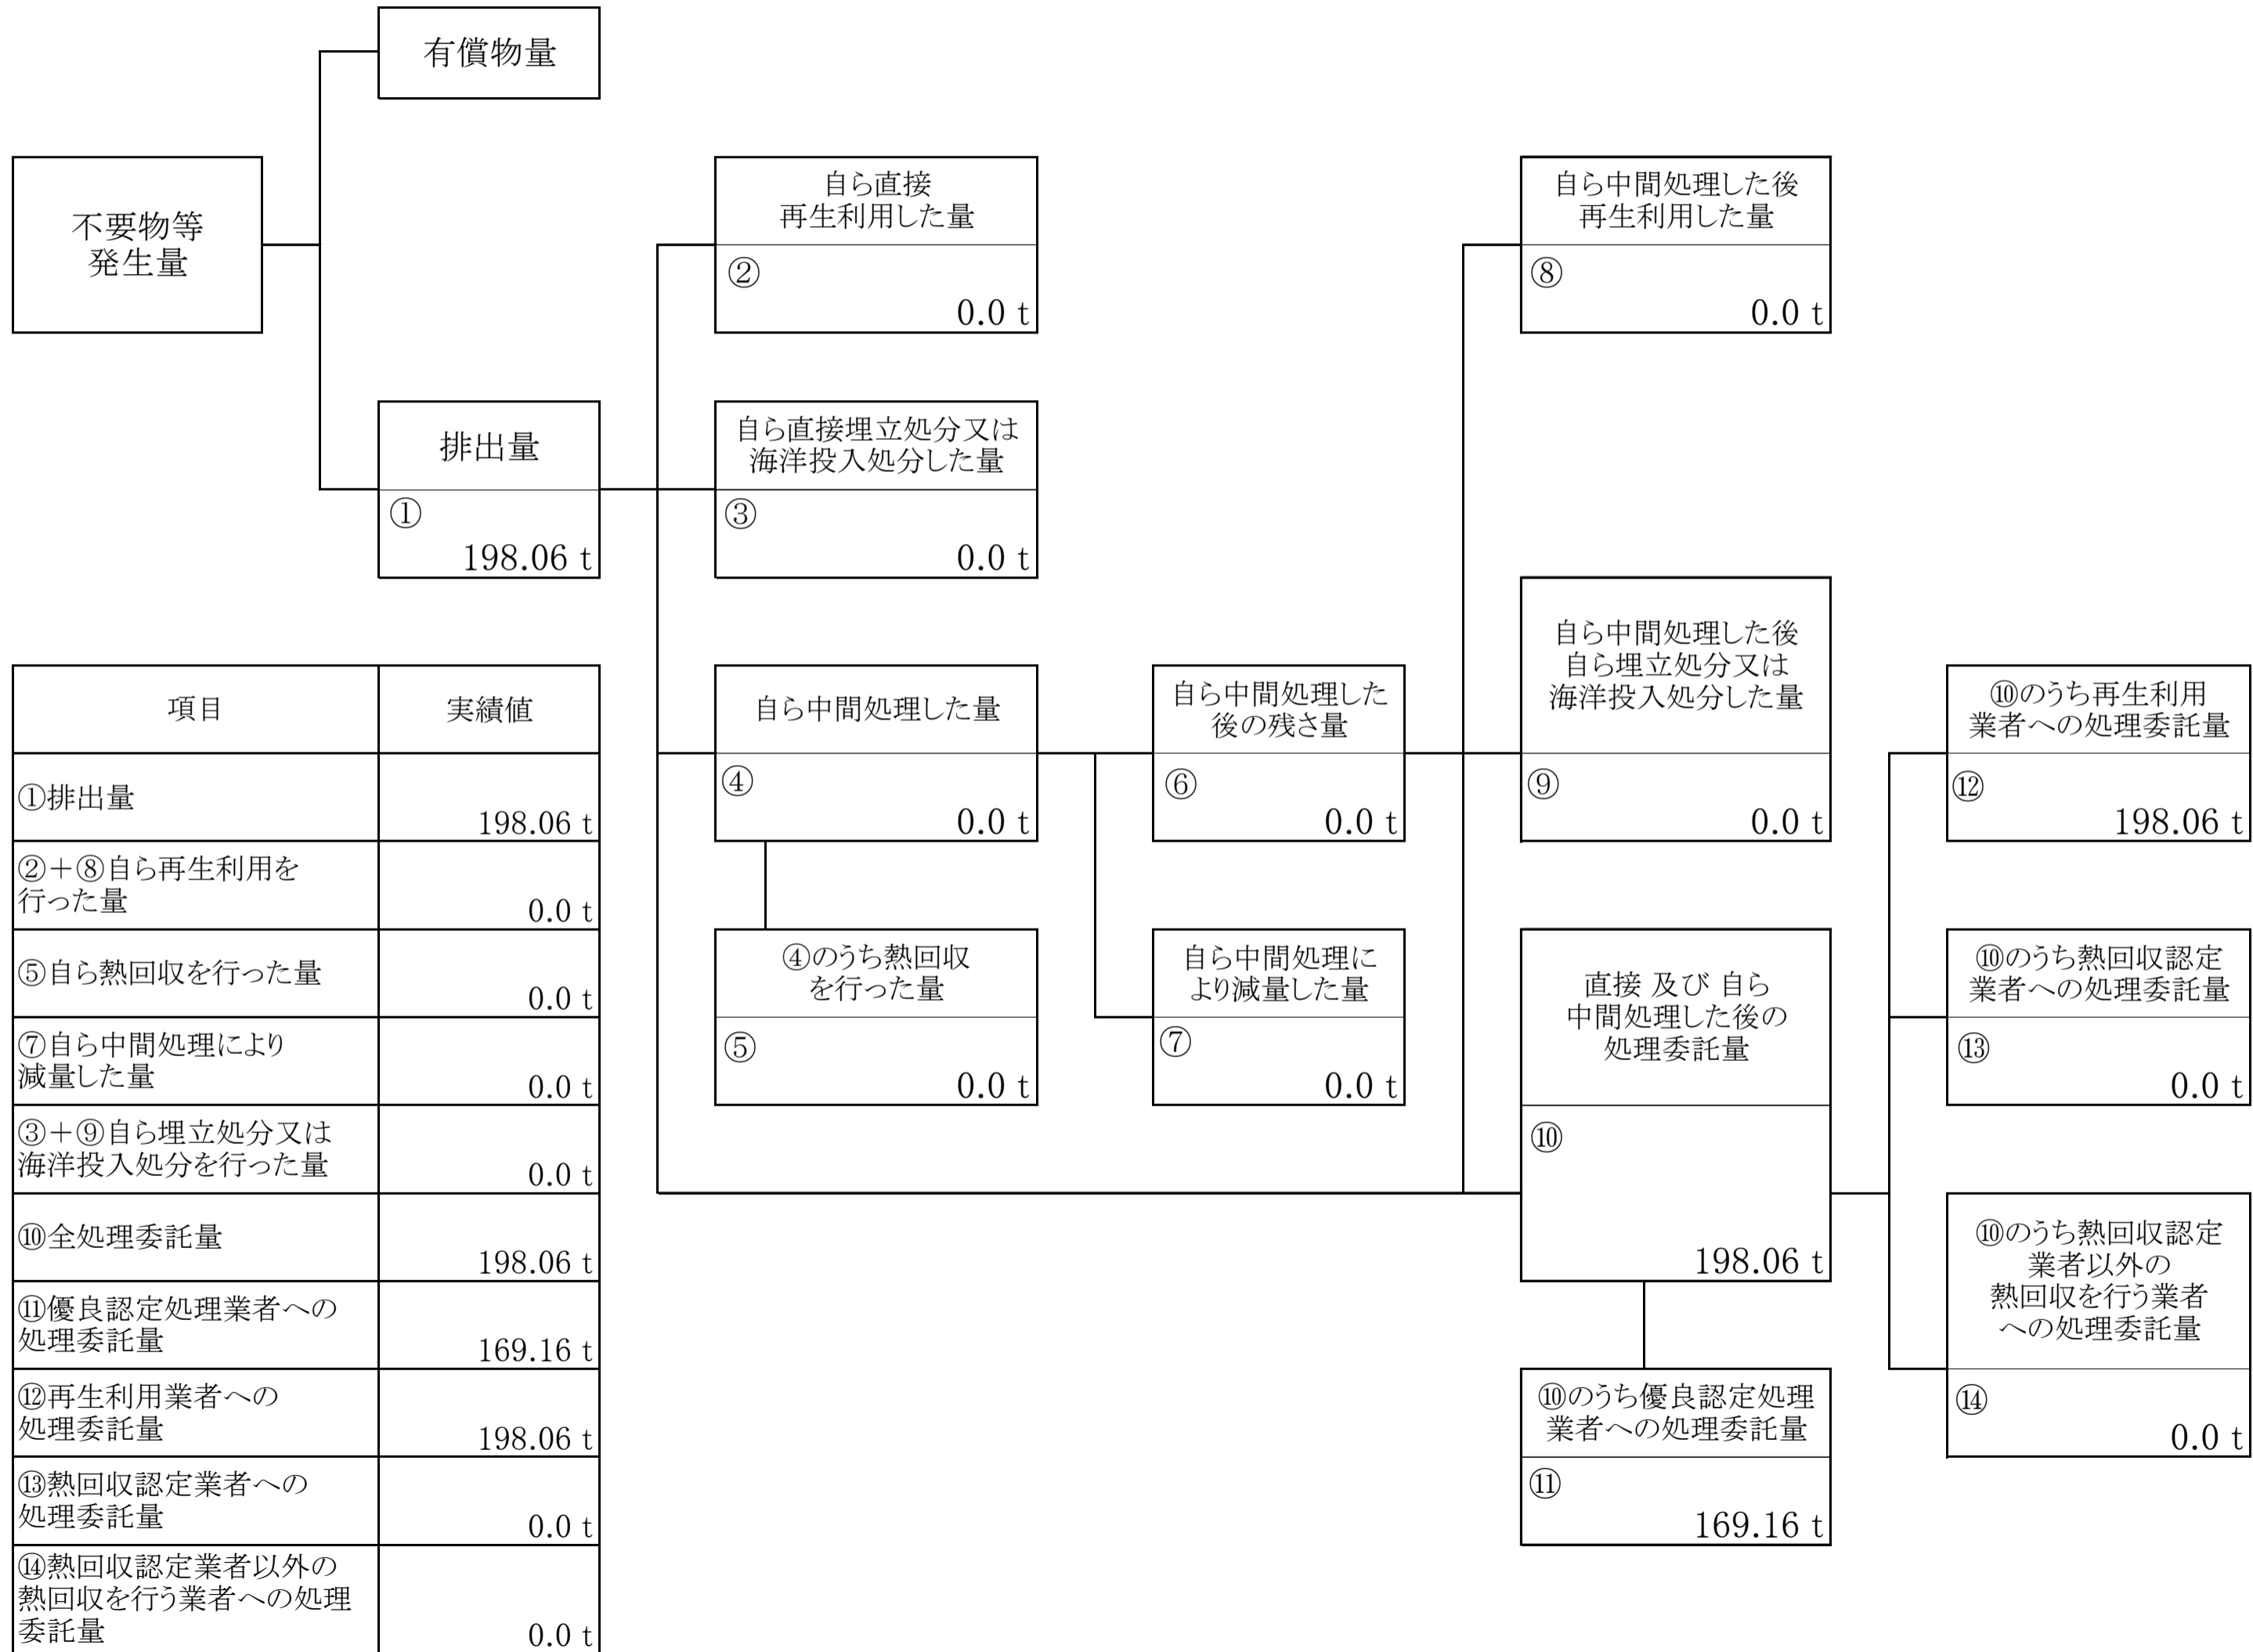 有償物量
不要物等
発生量
自ら直接
再生利用した量
②
0.0 t
自ら中間処理した後
再生利用した量
⑧
0.0 t
排出量
①
198.06 t
自ら直接埋立処分又は
海洋投入処分した量
③
0.0 t
自ら中間処理した量
④
0.0 t
自ら中間処理した
後の残さ量
⑥
0.0 t
自ら中間処理した後
自ら埋立処分又は
海洋投入処分した量
⑨
0.0 t
⑩のうち再生利用
業者への処理委託量
⑫
198.06 t
④のうち熱回収
を行った量
⑤
0.0 t
自ら中間処理に
より減量した量
⑦
0.0 t
直接 及び 自ら
中間処理した後の
処理委託量
⑩
198.06 t
⑩のうち熱回収認定
業者への処理委託量
⑬
0.0 t
⑩のうち熱回収認定
業者以外の
熱回収を行う業者
への処理委託量
⑭
0.0 t
⑩のうち優良認定処理
業者への処理委託量
⑪
169.16 t
項目 実績値
①排出量
198.06 t
②＋⑧自ら再生利用を
行った量
0.0 t
⑤自ら熱回収を行った量
0.0 t
⑦自ら中間処理により
減量した量
0.0 t
③＋⑨自ら埋立処分又は
海洋投入処分を行った量
0.0 t
⑩全処理委託量
198.06 t
⑪優良認定処理業者への
処理委託量
169.16 t
⑫再生利用業者への
処理委託量
198.06 t
⑬熱回収認定業者への
処理委託量
0.0 t
⑭熱回収認定業者以外の
熱回収を行う業者への処理
委託量
0.0 t